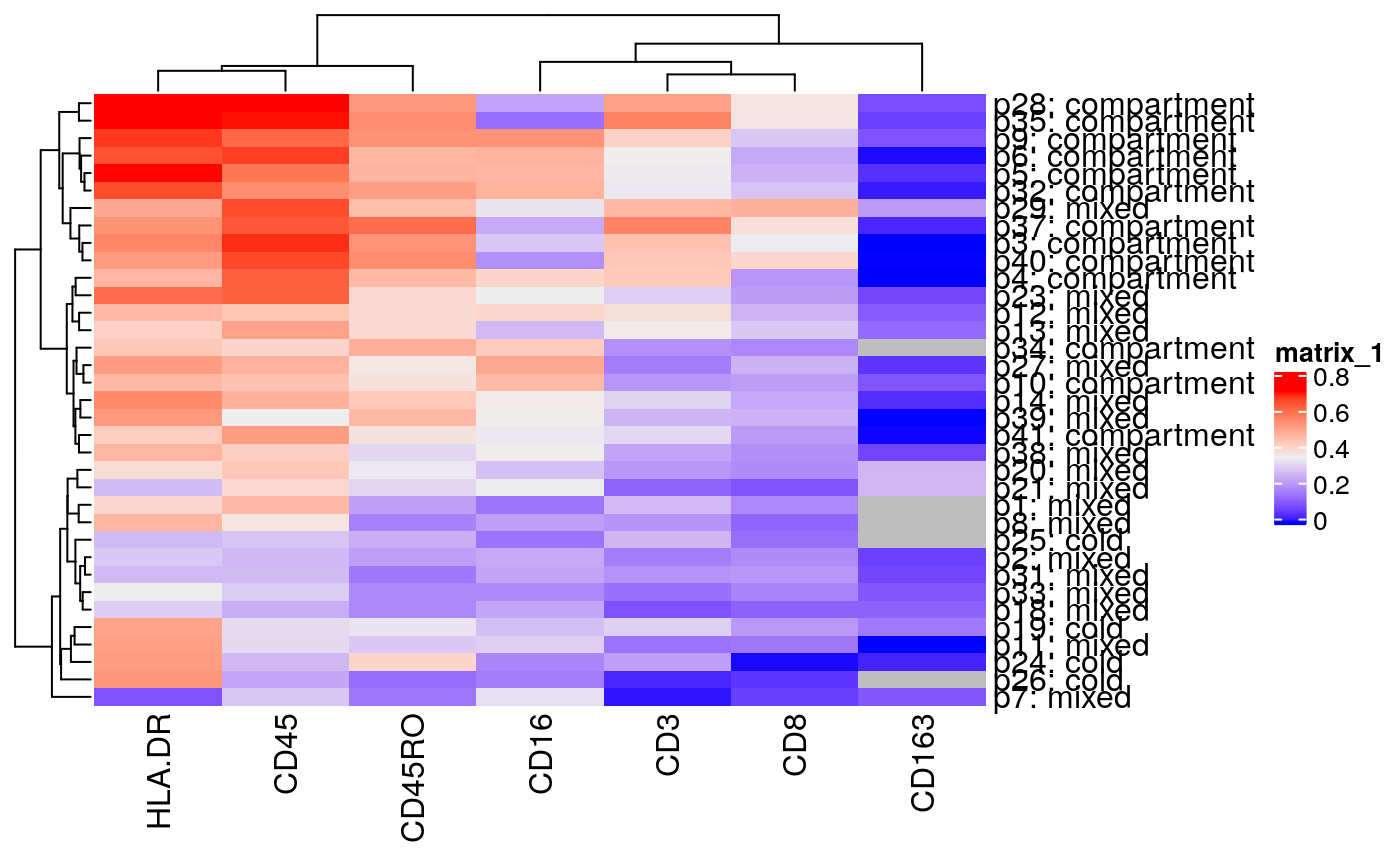 p28: compartment
p35: compartment
p9: compartment
p6: compartment
p5: compartment
p32: compartment
p29: mixed
p37: compartment
p3: compartment
p40: compartment
p4: compartment
p23: mixed
p12: mixed
p13: mixed
p34: compartment
p27: mixed
p10: compartment
p14: mixed
p39: mixed
p41: compartment
p38: mixed
p20: mixed
p21: mixed
p1: mixed
p8: mixed
p25: cold
p2: mixed
p31: mixed
p33: mixed
p18: mixed
p19: cold
p11: mixed
p24: cold
p26: cold
p7: mixed
matrix_1
0.8
0.6
0.4
0.2
0
HLA.DR
CD45
CD45RO
CD16
CD3
CD8
CD163